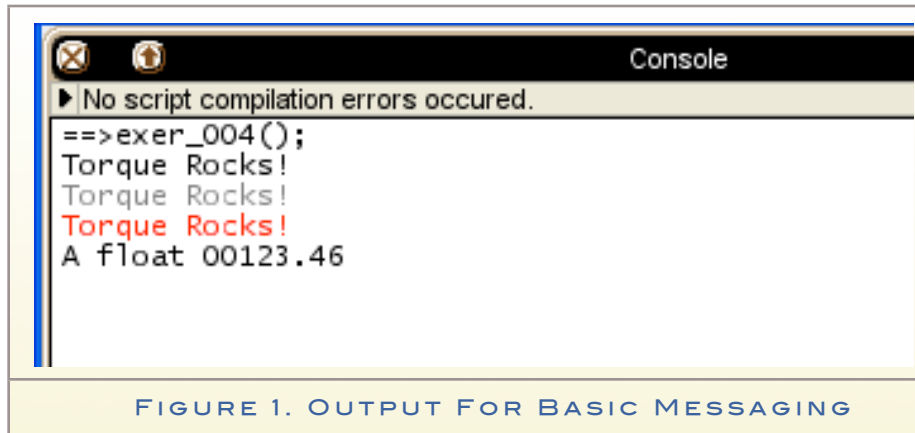 Console
No script compilation errors occured.
==>exer_004();
Torque Rocks!
Torque Rocks!
Torque Rocks!
A float 00123.46
FIGURE 1. OUTPUT FOR BASIC MESSAGING